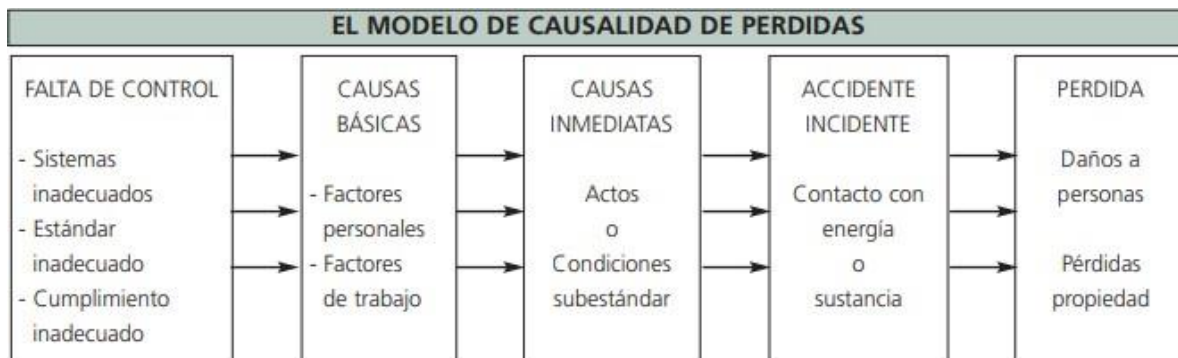 EL MODELO DE CAUSALIDAD DE PERDIDAS
FALTA DE CONTROL
- Sistemas
inadecuados
- Estándar
inadecuado
- Cumplimiento
inadecuado
CAUSAS
BÁSICAS
- Factores
personales
- Factores
de trabajo
CAUSAS
INMEDIATAS
Actos
o
Condiciones
subestándar
ACCIDENTE
INCIDENTE
Contacto con
energía
o
sustancia
PERDIDA
Daños a
personas
Pérdidas
propiedad